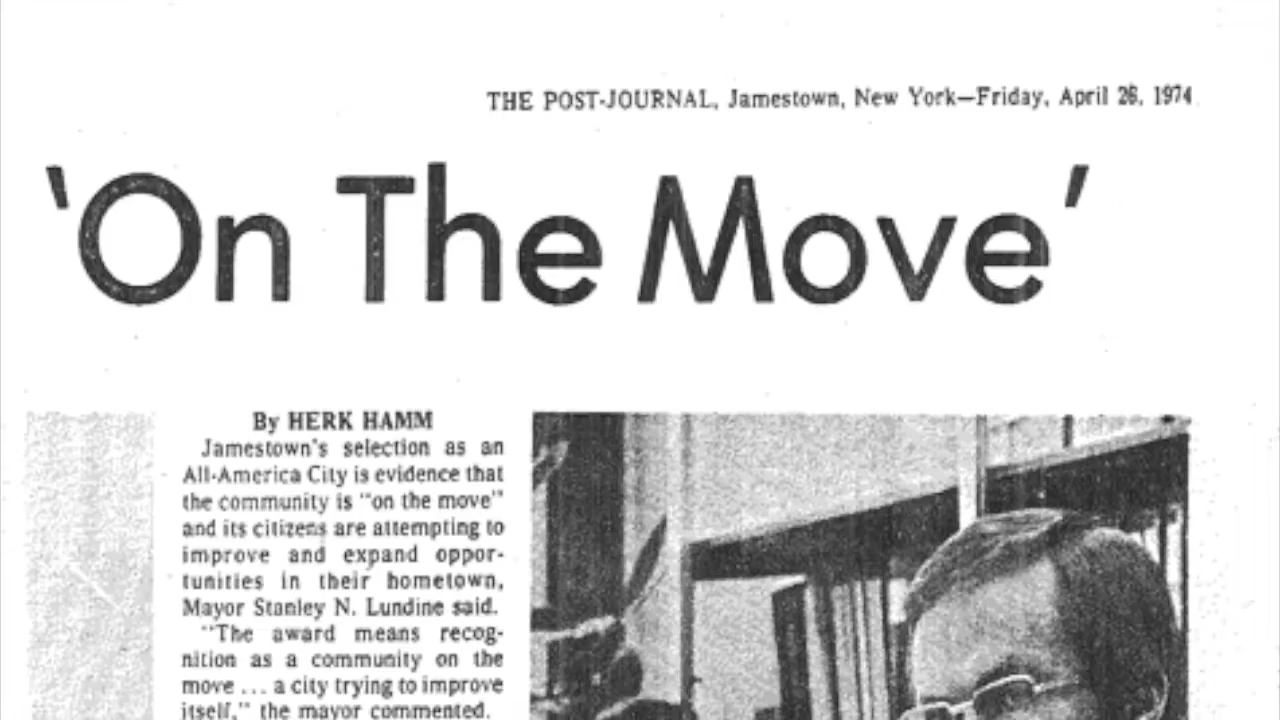 THE POST-JOURNAL, Jamestown, New York—Friday, April 26, 1974
'On The Move'
By HERK HAMM
Jamestown's selection as an
All-America City is evidence that
the community is "on the move"
and its citizens are attempting to
improve and expand oppor-
tunities in their hometown,
Mayor Stanley N. Lundine said.
"The award means recog-
nition as a community on the
move ... a city trying to improve
itself," the mayor commented.